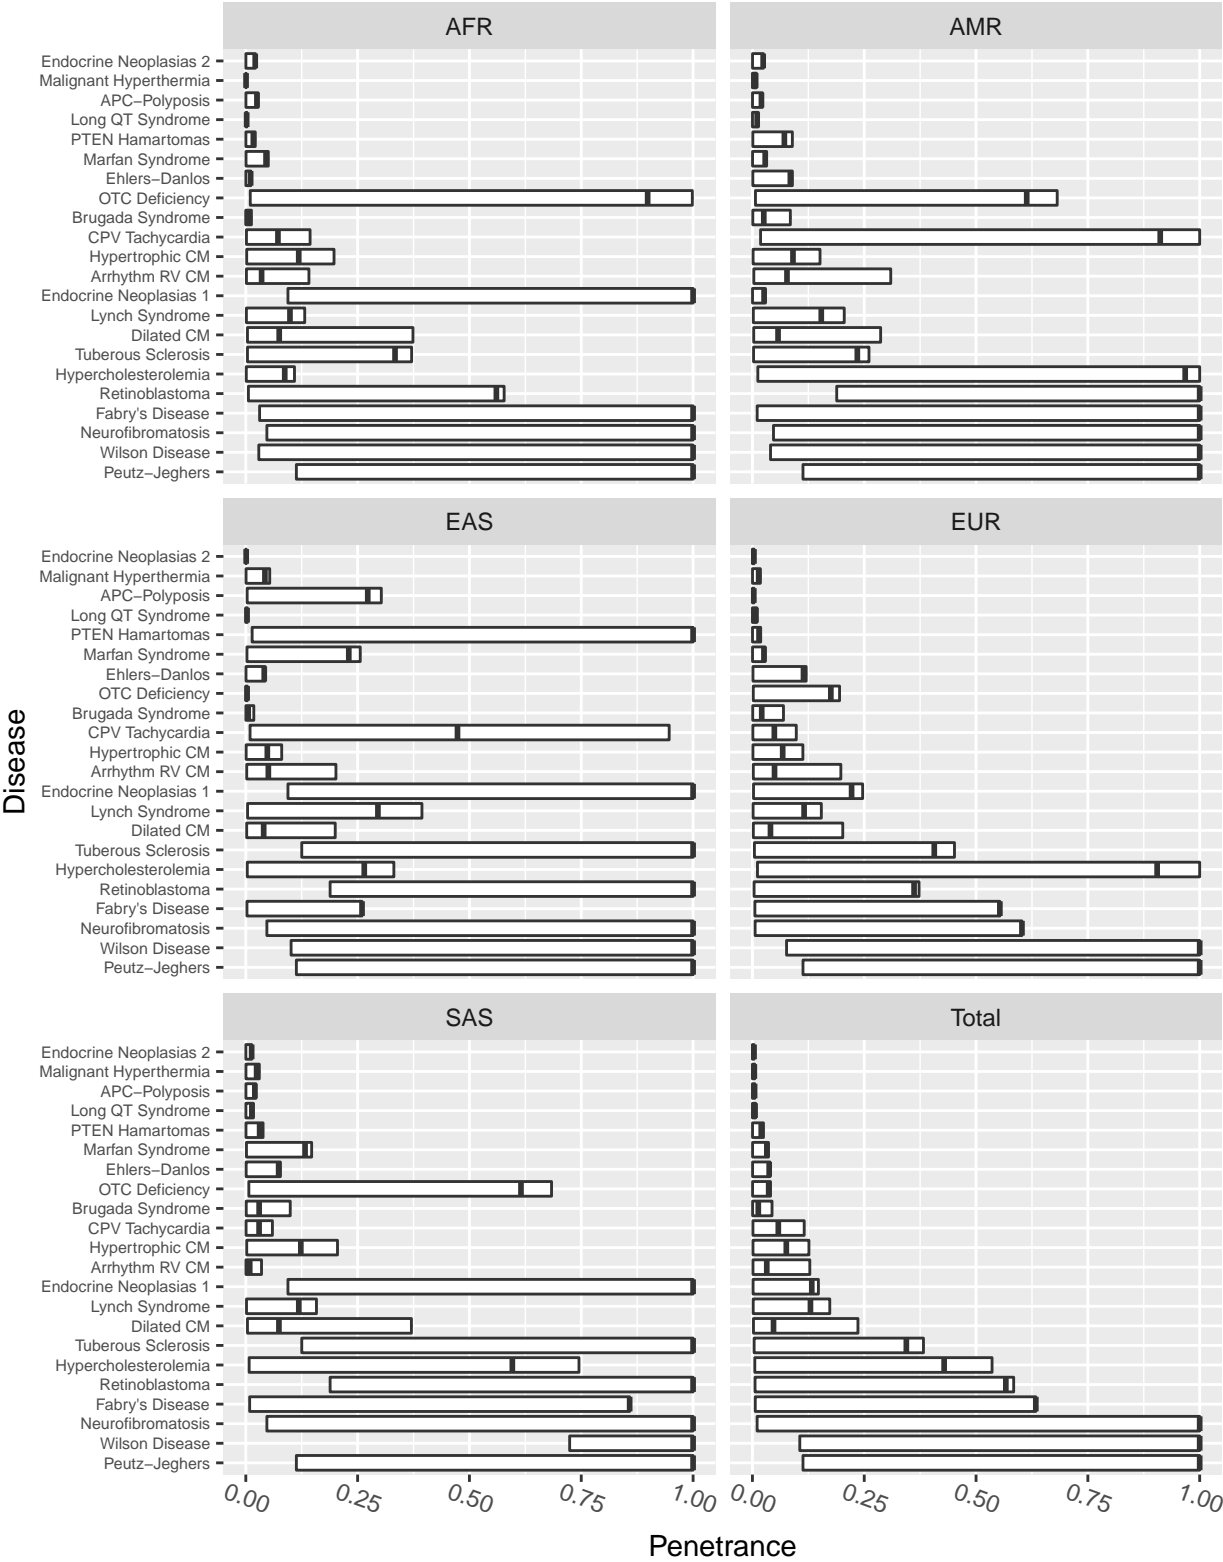 AFR
AMR
Endocrine Neoplasias 2
Malignant Hyperthermia
APC−Polyposis
Long QT Syndrome
PTEN Hamartomas
Marfan Syndrome
Ehlers−Danlos
OTC Deficiency
Brugada Syndrome
CPV Tachycardia
Hypertrophic CM
Arrhythm RV CM
Endocrine Neoplasias 1
Lynch Syndrome
Dilated CM
Tuberous Sclerosis
Hypercholesterolemia
Retinoblastoma
Fabry's Disease
Neurofibromatosis
Wilson Disease
Peutz−Jeghers
EAS
EUR
Endocrine Neoplasias 2
Malignant Hyperthermia
APC−Polyposis
Long QT Syndrome
PTEN Hamartomas
Marfan Syndrome
Ehlers−Danlos
OTC Deficiency
Brugada Syndrome
CPV Tachycardia
Hypertrophic CM
Arrhythm RV CM
Endocrine Neoplasias 1
Lynch Syndrome
Dilated CM
Tuberous Sclerosis
Hypercholesterolemia
Retinoblastoma
Fabry's Disease
Neurofibromatosis
Wilson Disease
Peutz−Jeghers
Disease
SAS
Total
Endocrine Neoplasias 2
Malignant Hyperthermia
APC−Polyposis
Long QT Syndrome
PTEN Hamartomas
Marfan Syndrome
Ehlers−Danlos
OTC Deficiency
Brugada Syndrome
CPV Tachycardia
Hypertrophic CM
Arrhythm RV CM
Endocrine Neoplasias 1
Lynch Syndrome
Dilated CM
Tuberous Sclerosis
Hypercholesterolemia
Retinoblastoma
Fabry's Disease
Neurofibromatosis
Wilson Disease
Peutz−Jeghers
0.00 0.25 0.50 0.75 1.00
0.00 0.25 0.50 0.75 1.00
Penetrance